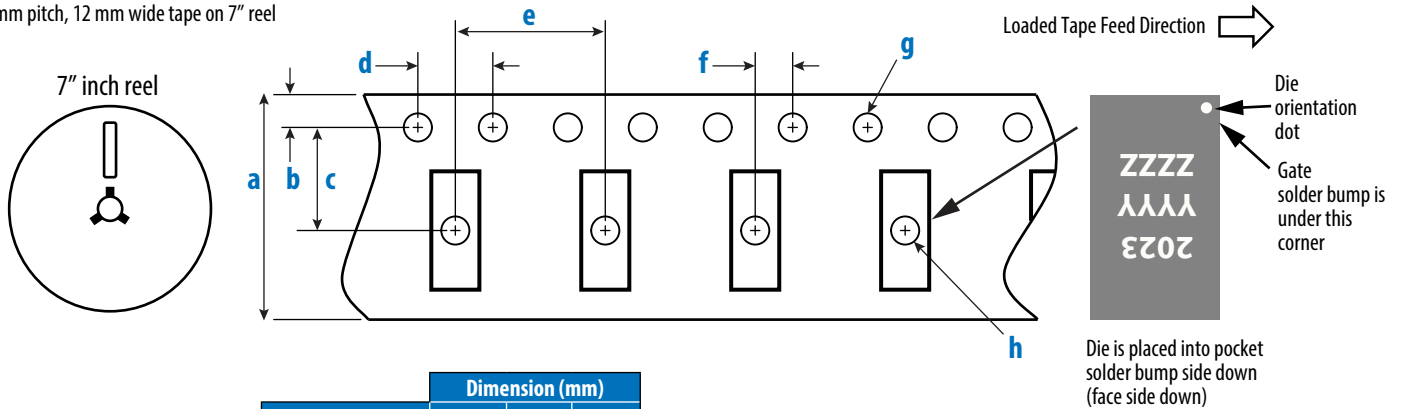 mm pitch, 12 mm wide tape on 7” reel
7” inch reel
a
b
c
d
e
f
g
h
Loaded Tape Feed Direction
Die
orientation
dot
Gate
solder bump is
under this
corner
2023
YYYY
ZZZZ
Die is placed into pocket
solder bump side down
(face side down)
Dimension (mm)